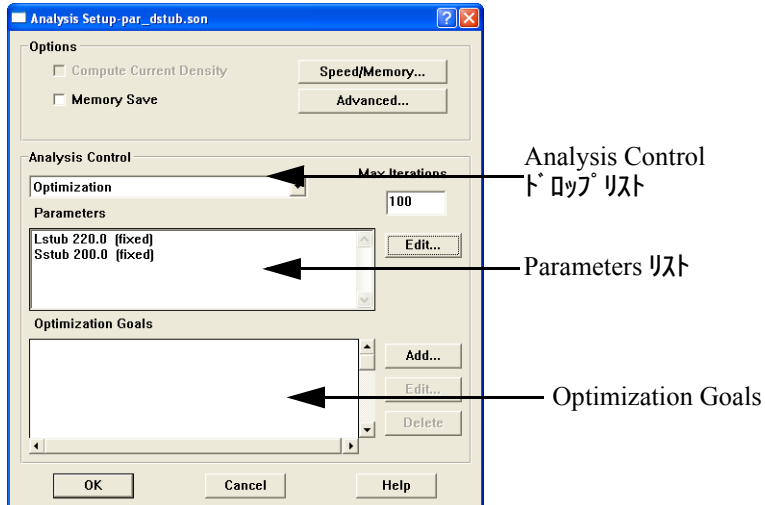 Analysis Setup-par_dstub.son
Options
Compute Current Density
Speed/Memory...
Memory Save
Advanced...
Analysis Control
Max Iterations
Optimization
100
Parameters
Lstub 220.0 (fixed)
Sstub 200.0 (fixed)
Edit...
Optimization Goals
Add...
Edit...
Delete
OK
Cancel
Help
Analysis Control
ﾄﾞﾛｯﾌﾟﾘｽﾄ
Parameters ﾘｽﾄ
Optimization Goals